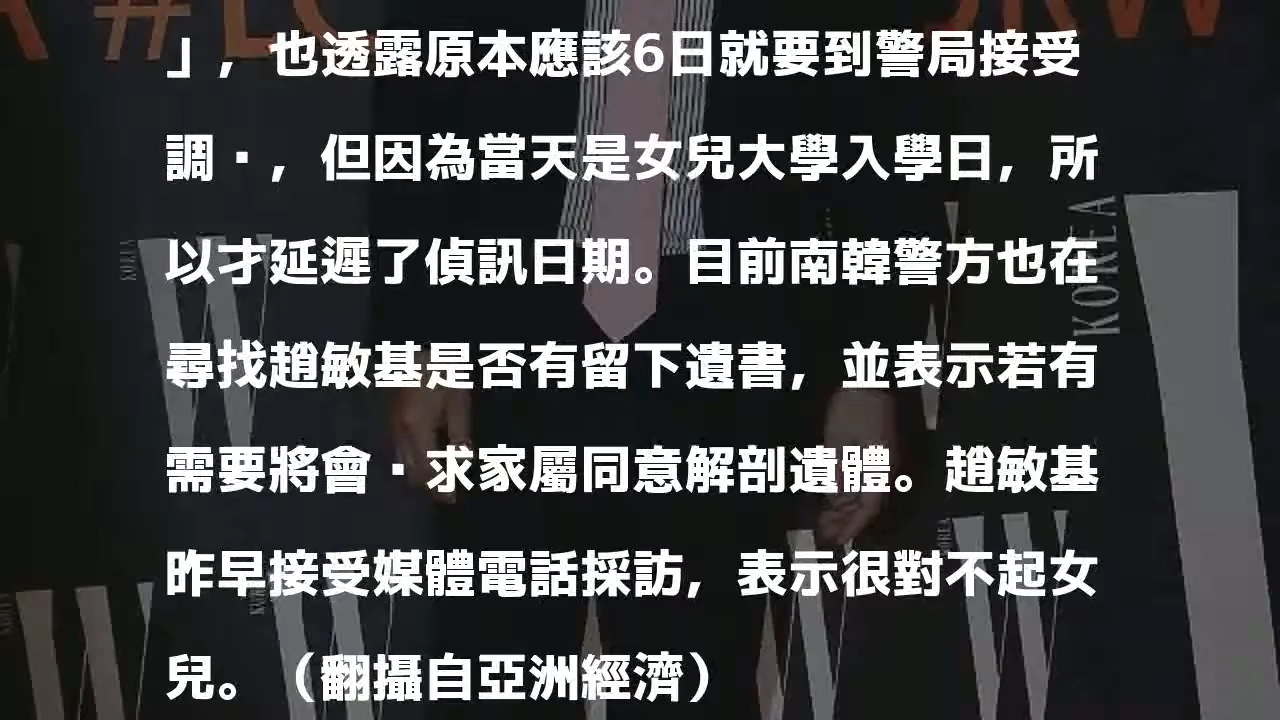 」，也透露原本應該6日就要到警局接受
調▪，但因為當天是女兒大學入學日，所
以才延遲了偵訊日期。目前南韓警方也在
尋找趙敏基是否有留下遺書，並表示若有
需要將會▪求家屬同意解剖遺體。趙敏基
昨早接受媒體電話採訪，表示很對不起女
兒。（翻攝自亞洲經濟）
KOREA
KOREA
KOREA
W
W
W